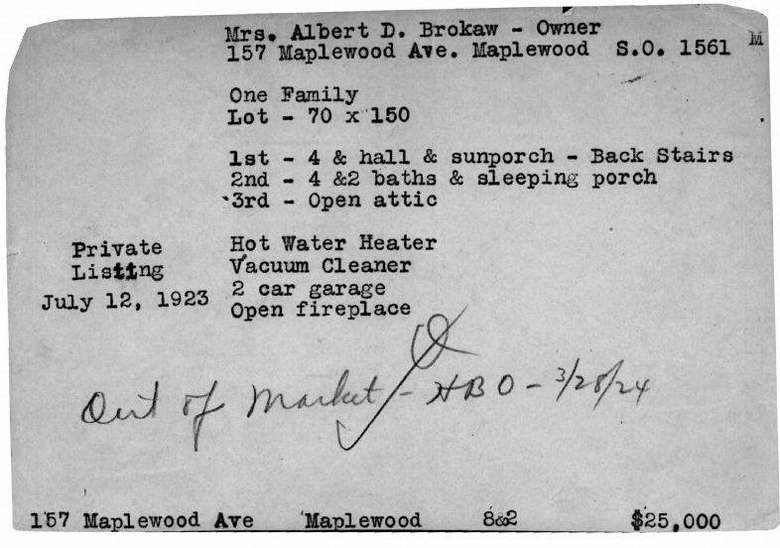 Mrs. Albert D. Brokaw - Owner
157 Maplewood Ave. Maplewood S.O. 1561
M
One Family
Lot - 70 x 150
1st - 4 & hall & sunporch - Back Stairs
2nd - 4 &2 baths & sleeping porch
3rd - Open attic
Private
Listing
July 12, 1923
Hot Water Heater
Vacuum Cleaner
2 car garage
Open fireplace
Out of Market - HBO - 3/28/24
157 Maplewood Ave Maplewood 8&2 $25,000